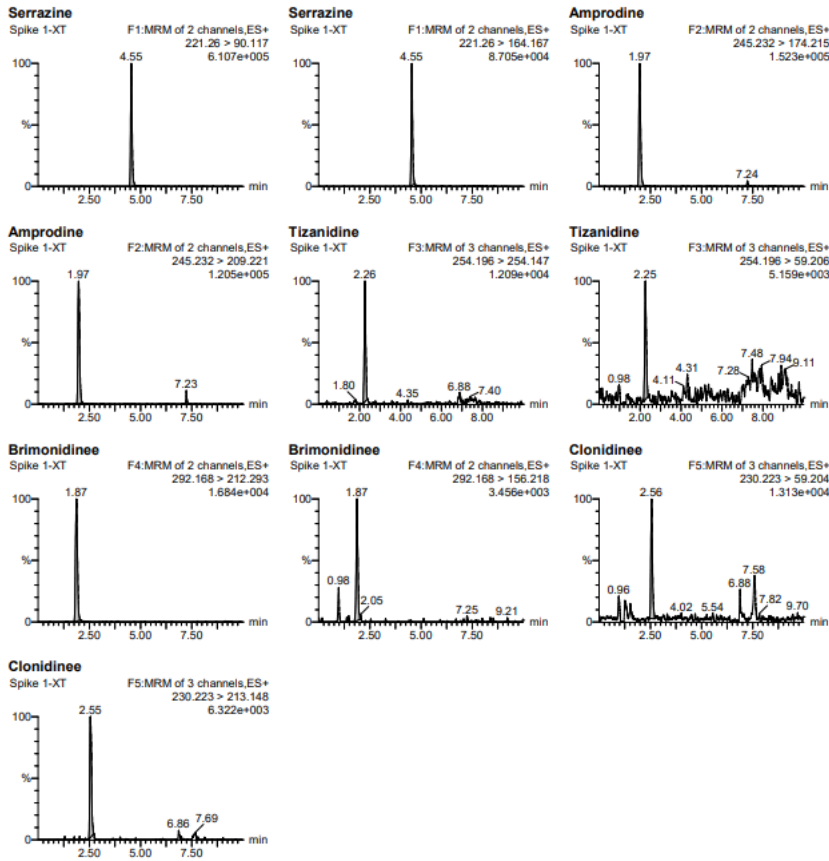 Serrazine
Spike 1-XT F1:MRM of 2 channels,ES+
221.26 > 90.117
6.107e+005
100
%
0
4.55
2.50 5.00 7.50 min
Serrazine
Spike 1-XT F1:MRM of 2 channels,ES+
221.26 > 164.167
8.705e+004
100
%
0
4.55
2.50 5.00 7.50 min
Amprodine
Spike 1-XT F2:MRM of 2 channels,ES+
245.232 > 174.215
1.523e+005
100
%
0
1.97
7.24
2.50 5.00 7.50 min
Amprodine
Spike 1-XT F2:MRM of 2 channels,ES+
245.232 > 209.221
1.205e+005
100
%
0
1.97
7.23
2.50 5.00 7.50 min
Tizanidine
Spike 1-XT F3:MRM of 3 channels,ES+
254.196 > 254.147
1.209e+004
100
%
0
2.26
1.80 4.35 6.88 7.40
2.00 4.00 6.00 8.00 min
Tizanidine
Spike 1-XT F3:MRM of 3 channels,ES+
254.196 > 59.206
5.159e+003
100
%
0
2.25
0.98 4.11 4.31 7.28 7.48 7.94 9.11
2.00 4.00 6.00 8.00 min
Brimonidinee
Spike 1-XT F4:MRM of 2 channels,ES+
292.168 > 212.293
1.684e+004
100
%
0
1.87
2.50 5.00 7.50 min
Brimonidinee
Spike 1-XT F4:MRM of 2 channels,ES+
292.168 > 156.218
3.456e+003
100
%
0
1.87
0.98 2.05 7.25 9.21
2.50 5.00 7.50 min
Clonidinee
Spike 1-XT F5:MRM of 3 channels,ES+
230.223 > 59.204
1.313e+004
100
%
0
2.56
0.96 4.02 5.54 6.88 7.58 7.82 9.70
2.50 5.00 7.50 min
Clonidinee
Spike 1-XT F5:MRM of 3 channels,ES+
230.223 > 213.148
6.322e+003
100
%
0
2.55
6.86 7.69
2.50 5.00 7.50 min